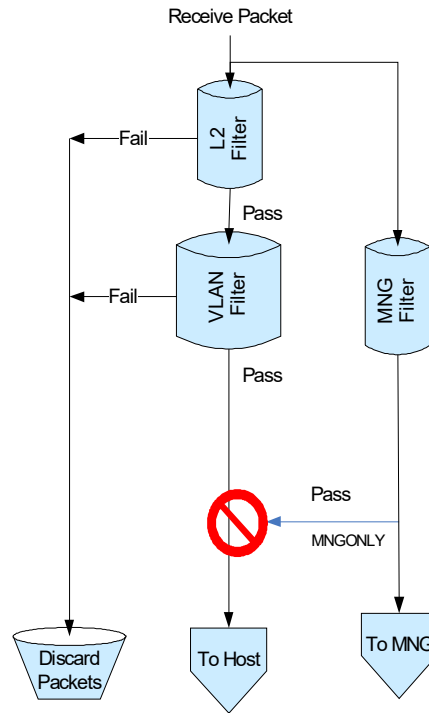 Receive Packet
L2
Filter
Fail
Pass
VLAN
Filter
MNG
Filter
Fail
Pass
Pass
MNGONLY
Discard
Packets
To Host
To MNG